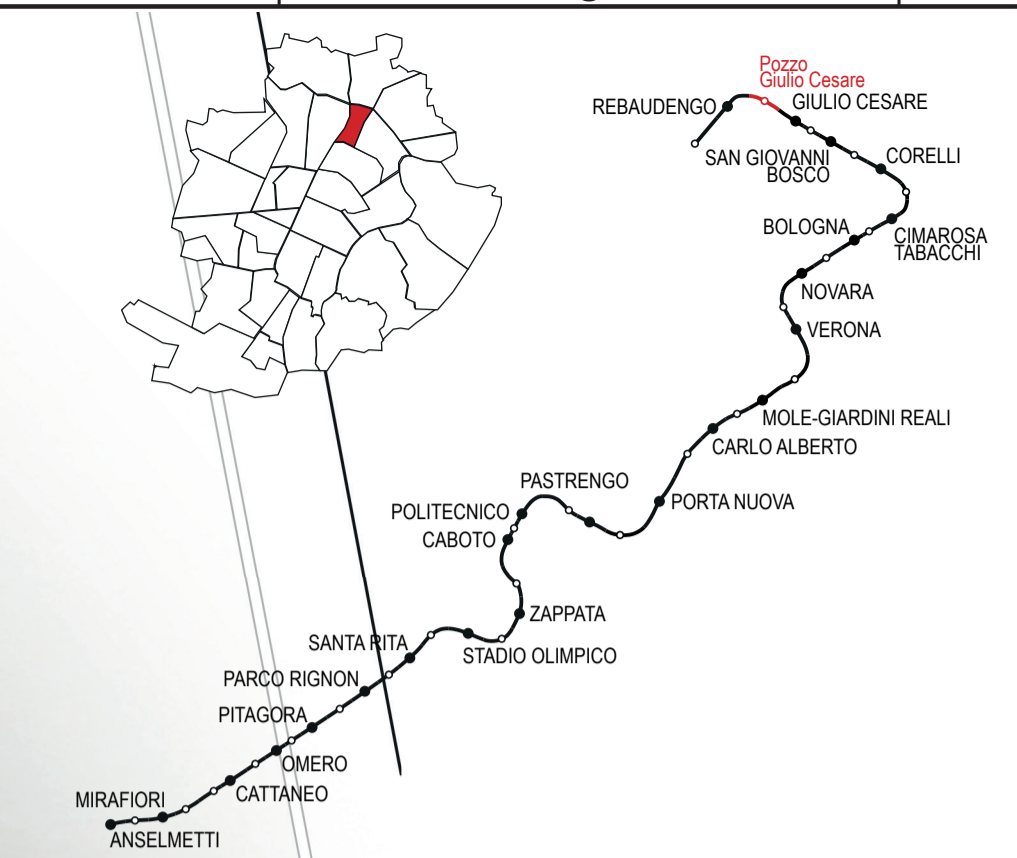 Pozzo
Giulio Cesare
REBAUDENGO
GIULIO CESARE
SAN GIOVANNI
BOSCO
CORELLI
BOLOGNA
CIMAROSA
TABACCHI
NOVARA
VERONA
MOLE-GIARDINI REALI
CARLO ALBERTO
PASTRENGO
PORTA NUOVA
POLITECNICO
CABOTO
ZAPPATA
SANTA RITA
STADIO OLIMPICO
PARCO RIGNON
PITAGORA
OMERO
CATTANEO
MIRAFIORI
ANSELMETTI